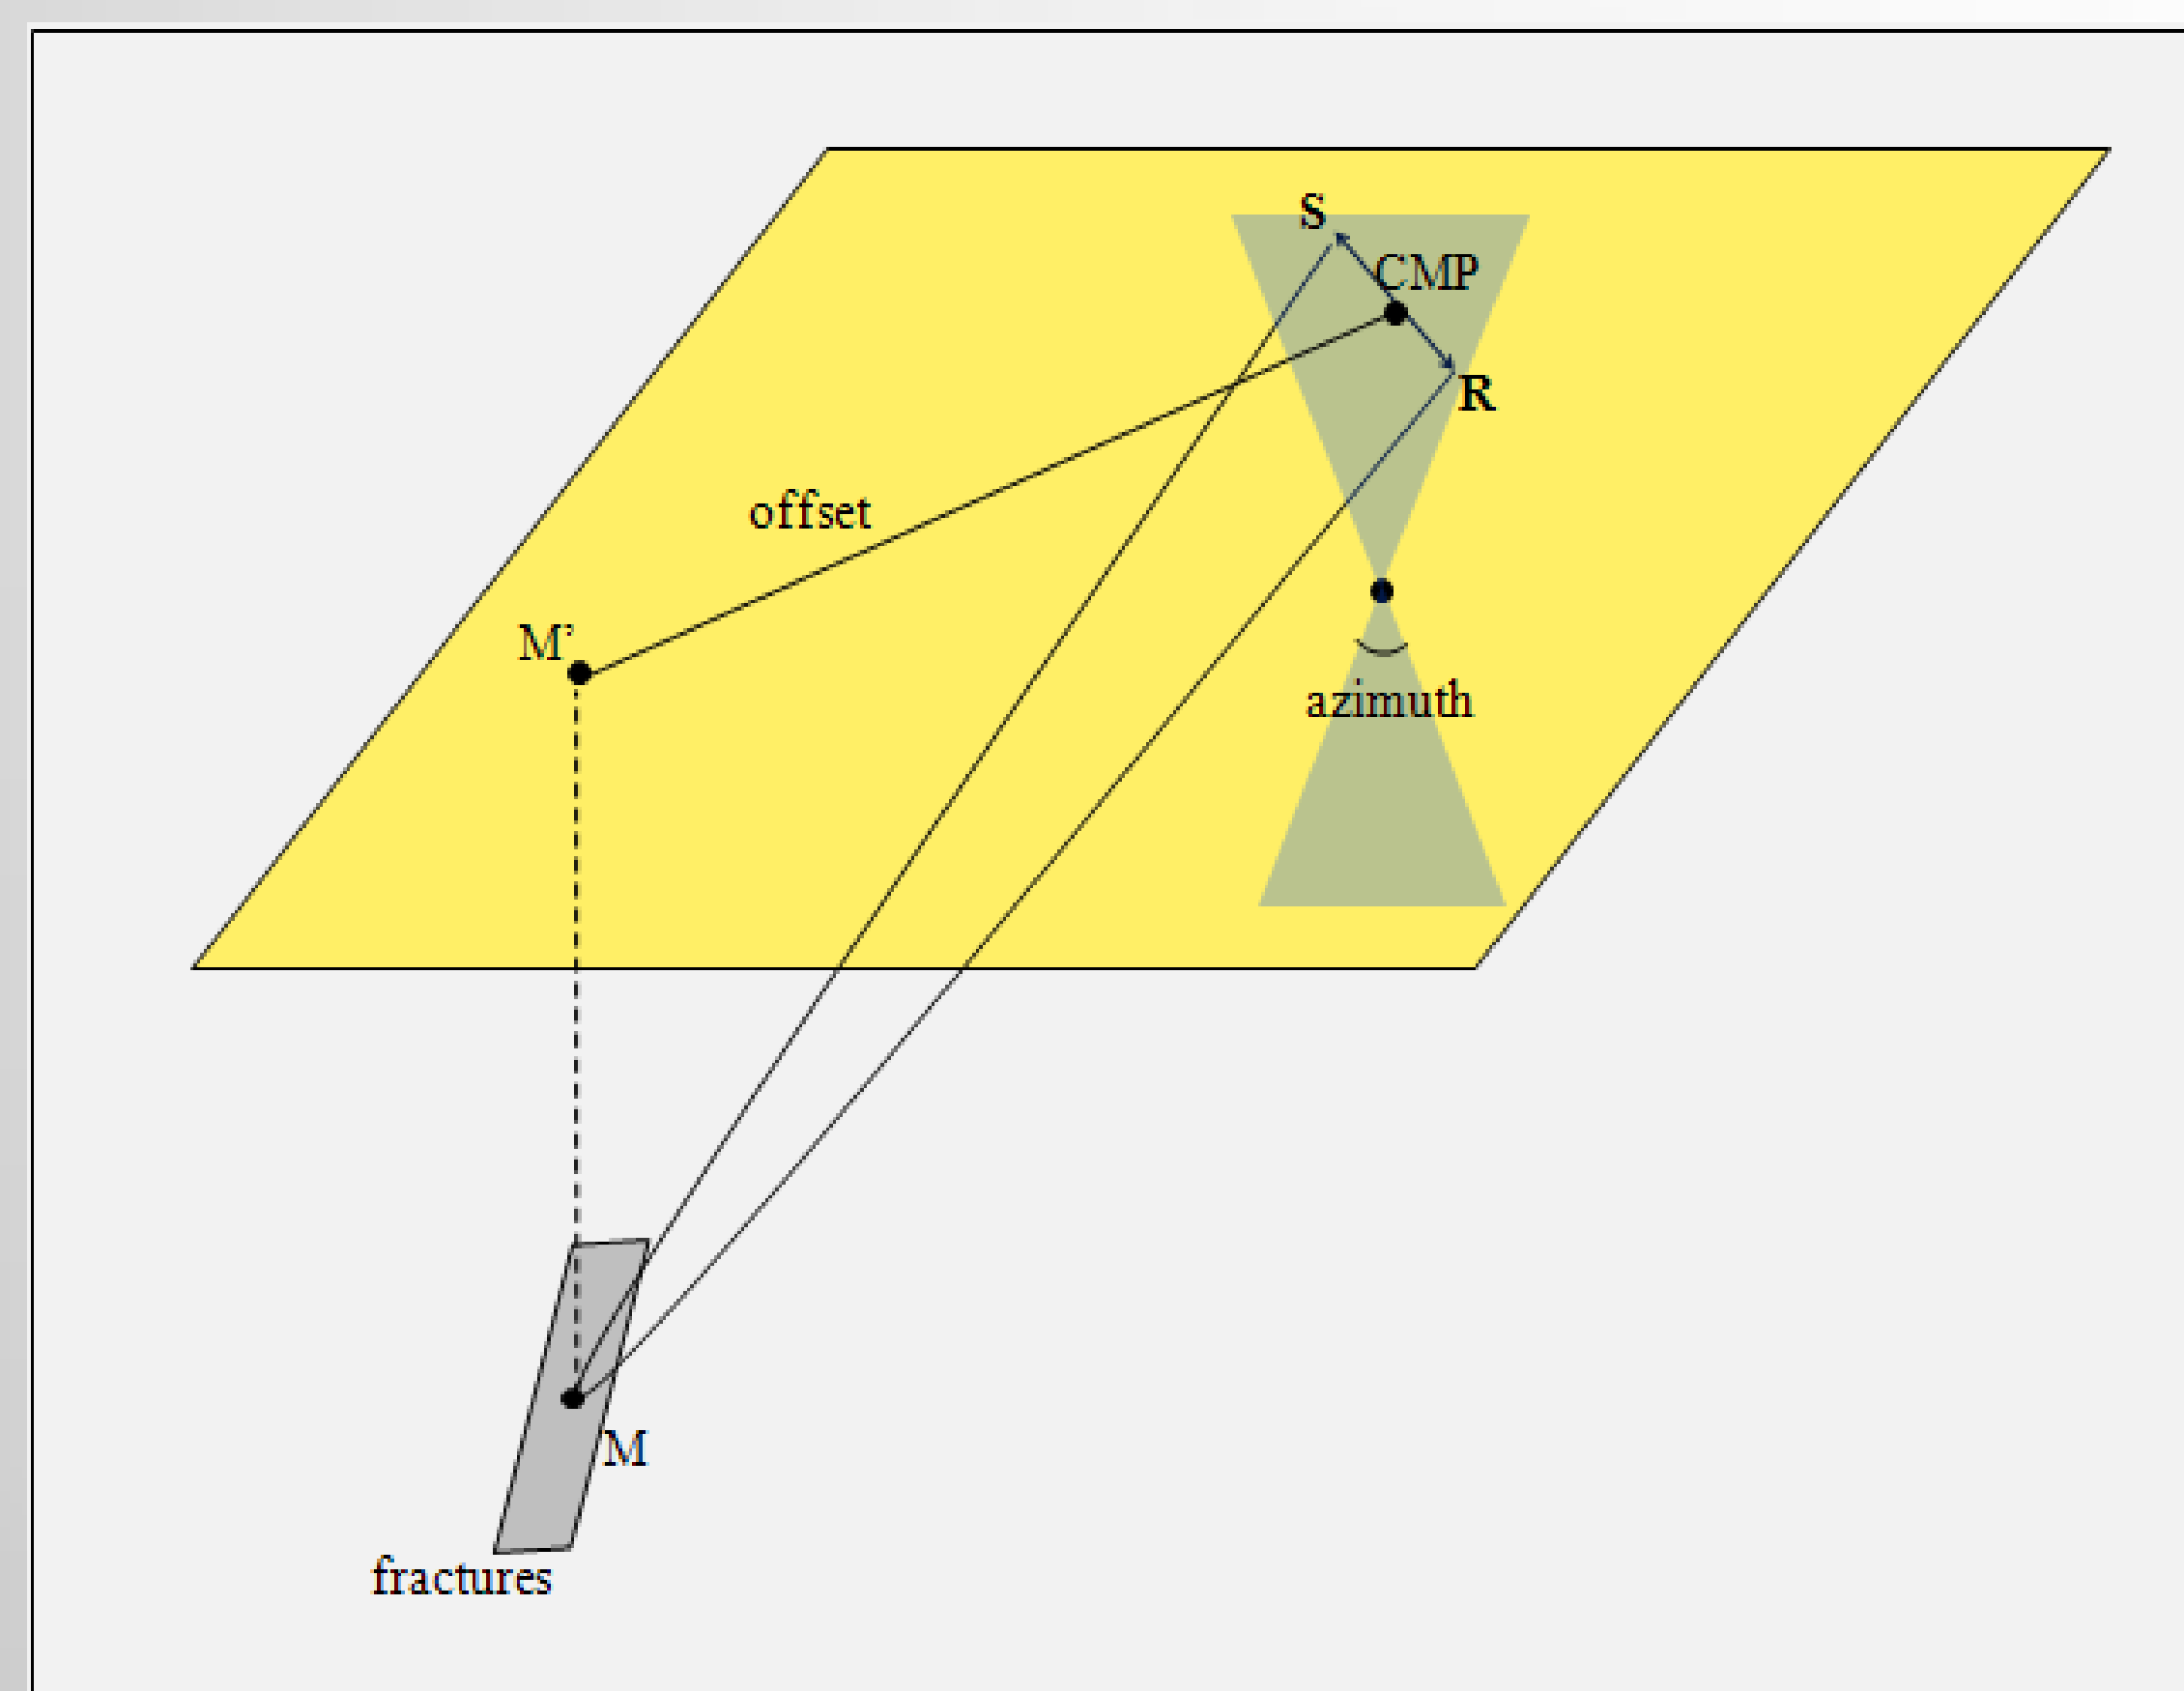 S
CMP
R
offset
M’
azimuth
M
fractures